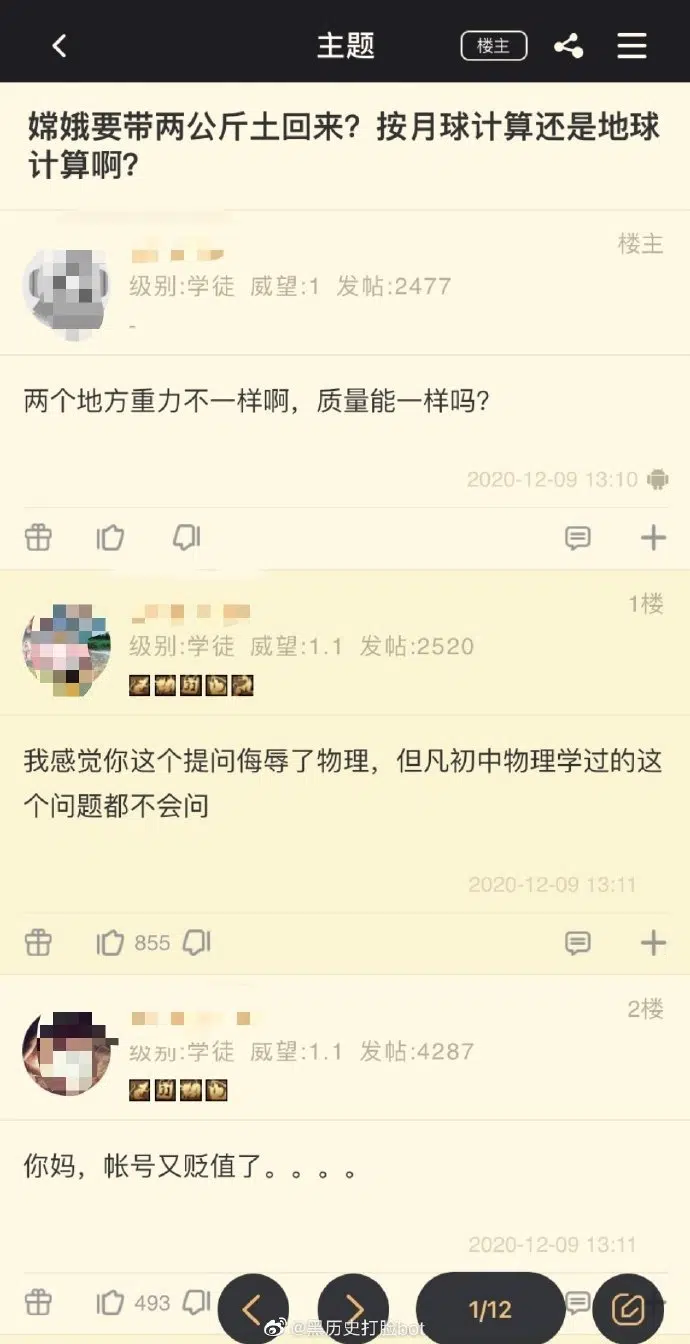 主题
楼主
嫦娥要带两公斤土回来？按月球计算还是地球
计算啊？
楼主
级别:学徒 威望:1 发帖:2477
-
两个地方重力不一样啊，质量能一样吗？
2020-12-09 13:10
1楼
级别:学徒 威望:1.1 发帖:2520
我感觉你这个提问侮辱了物理，但凡初中物理学过的这
个问题都不会问
2020-12-09 13:11
855
2楼
级别:学徒 威望:1.1 发帖:4287
你妈，帐号又贬值了。。。。
2020-12-09 13:11
493
1/12
@黑历史打脸bot